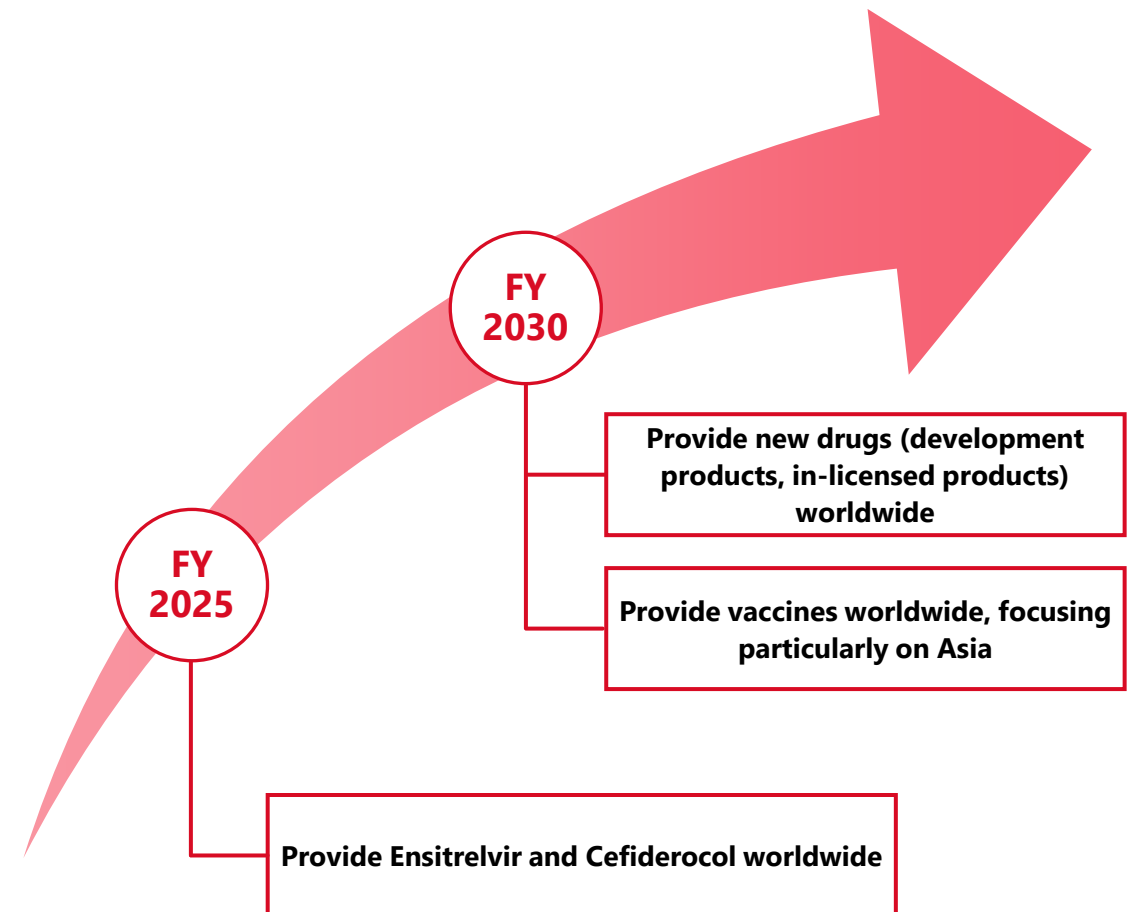 FY
2030
Provide new drugs (development
products, in-licensed products)
worldwide
FY
2025
Provide vaccines worldwide, focusing
particularly on Asia
Provide Ensitrelvir and Cefiderocol worldwide